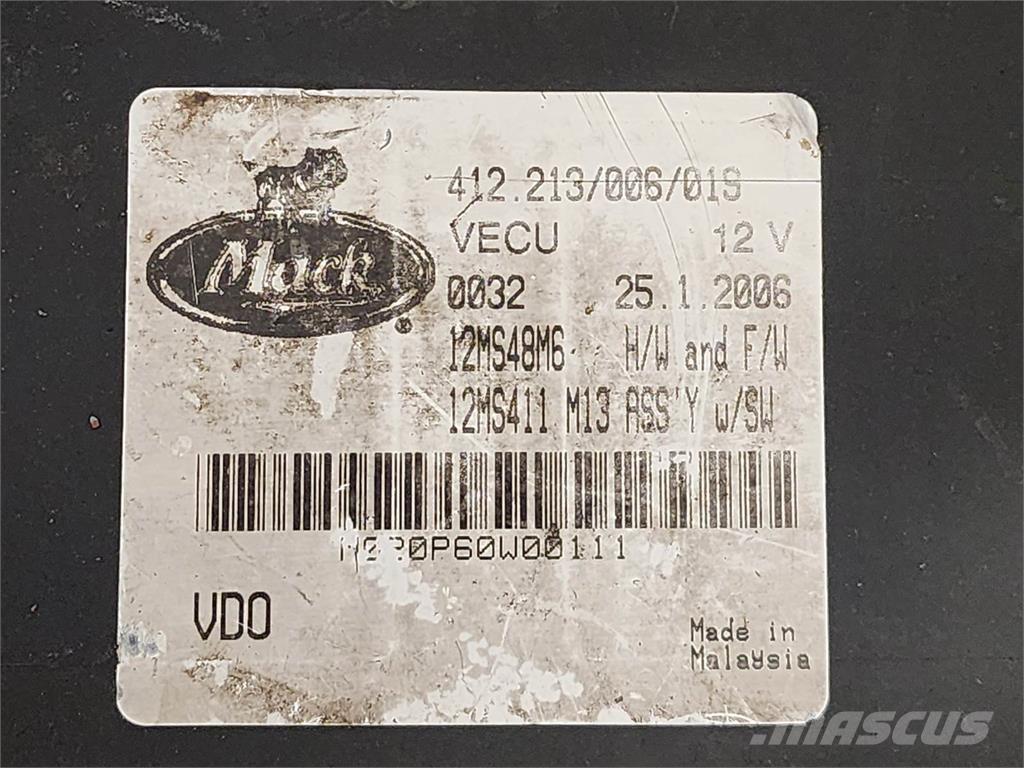 Mack
®
412.213/006/019
VECU 12 V
0032 25.1.2006
12MS48M6 H/W and F/W
12MS411 M13 ASS'Y w/SW
VDO
Made in
Malaysia
MASCUS